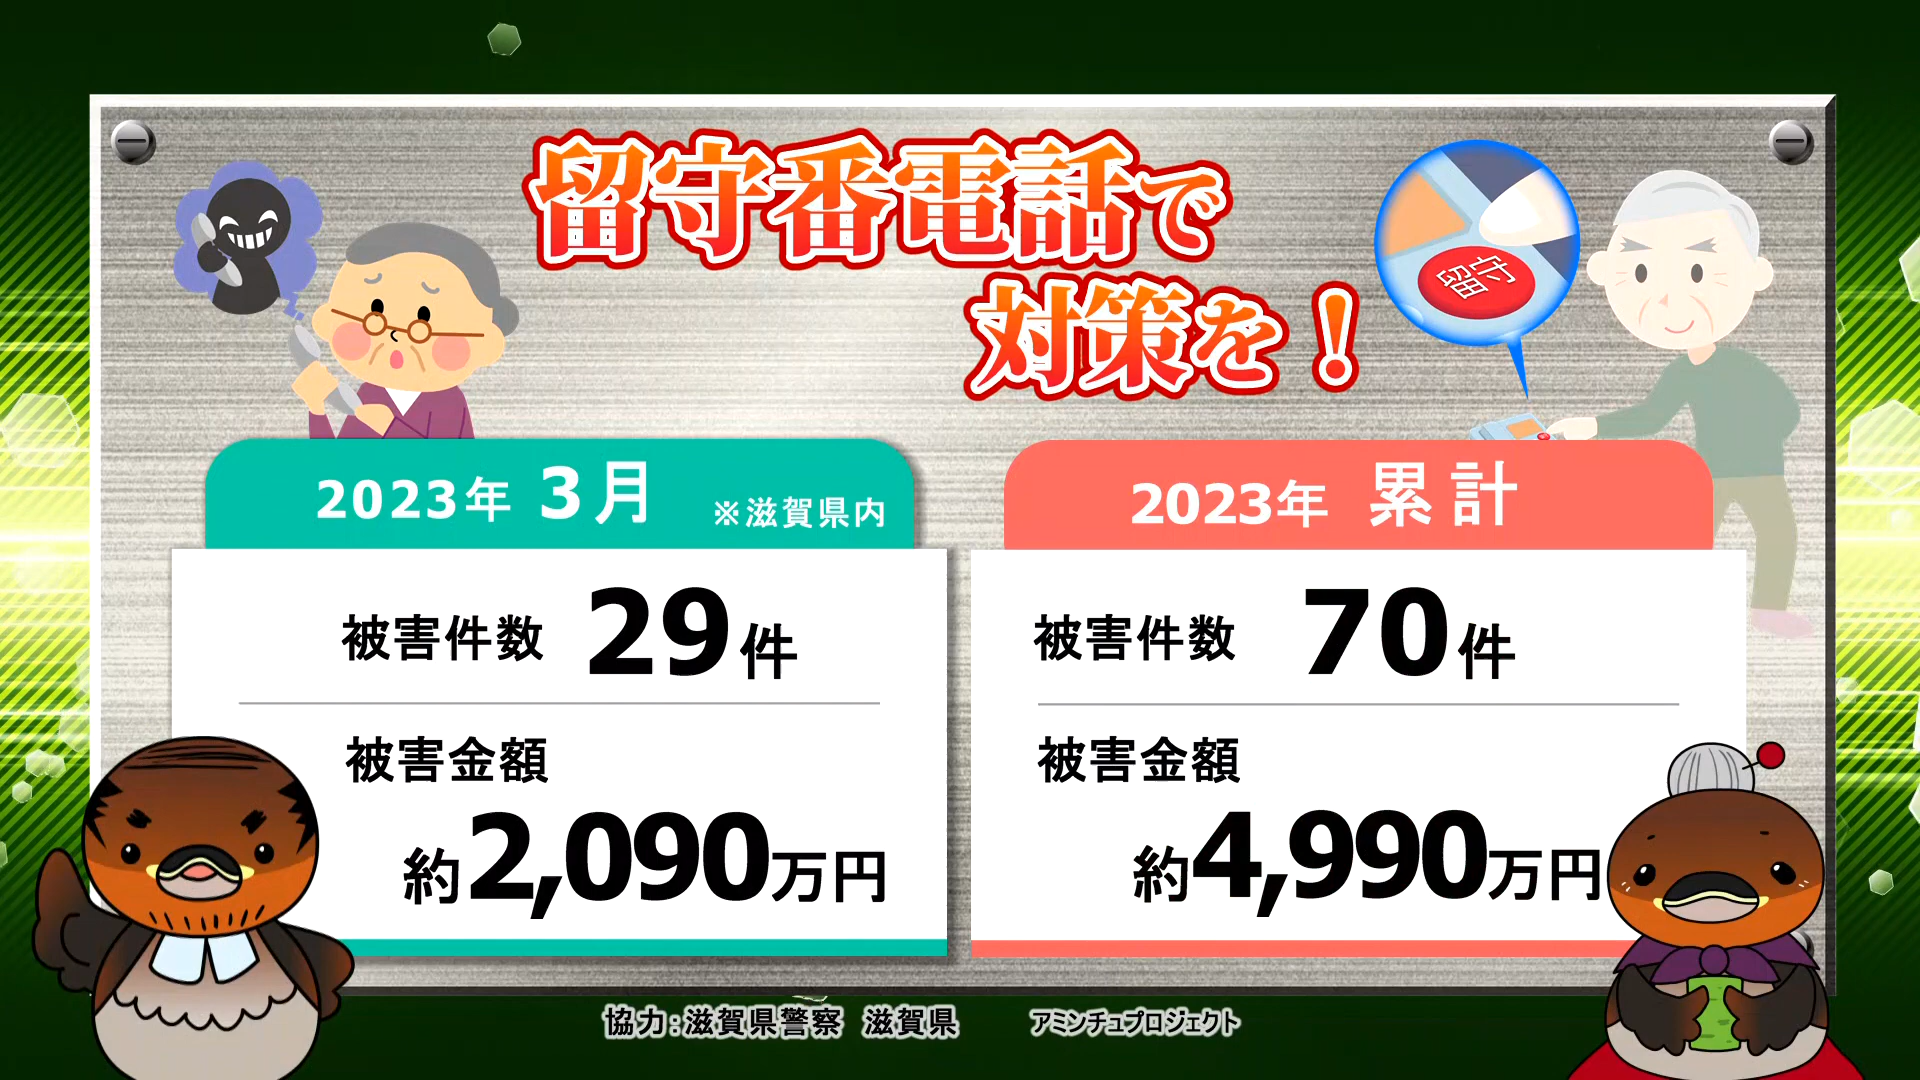 留守番電話で
対策を！
留守
2023年 3月 ※滋賀県内
被害件数 29件
被害金額
約2,090万円
2023年 累計
被害件数 70件
被害金額
約4,990万円
協力：滋賀県警察 滋賀県 アミンチュプロジェクト